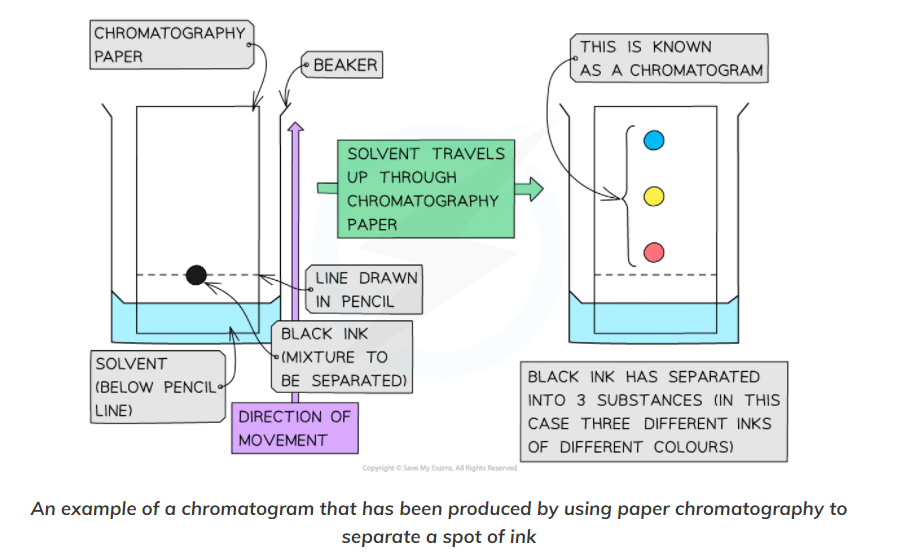 CHROMATOGRAPHY
PAPER
BEAKER
THIS IS KNOWN
AS A CHROMATOGRAM
SOLVENT TRAVELS
UP THROUGH
CHROMATOGRAPHY
PAPER
LINE DRAWN
IN PENCIL
BLACK INK
(MIXTURE TO
BE SEPARATED)
SOLVENT
(BELOW PENCIL
LINE)
DIRECTION OF
MOVEMENT
BLACK INK HAS SEPARATED
INTO 3 SUBSTANCES (IN THIS
CASE THREE DIFFERENT INKS
OF DIFFERENT COLOURS)
Copyright © Save My Exams. All Rights Reserved
An example of a chromatogram that has been produced by using paper chromatography to
separate a spot of ink